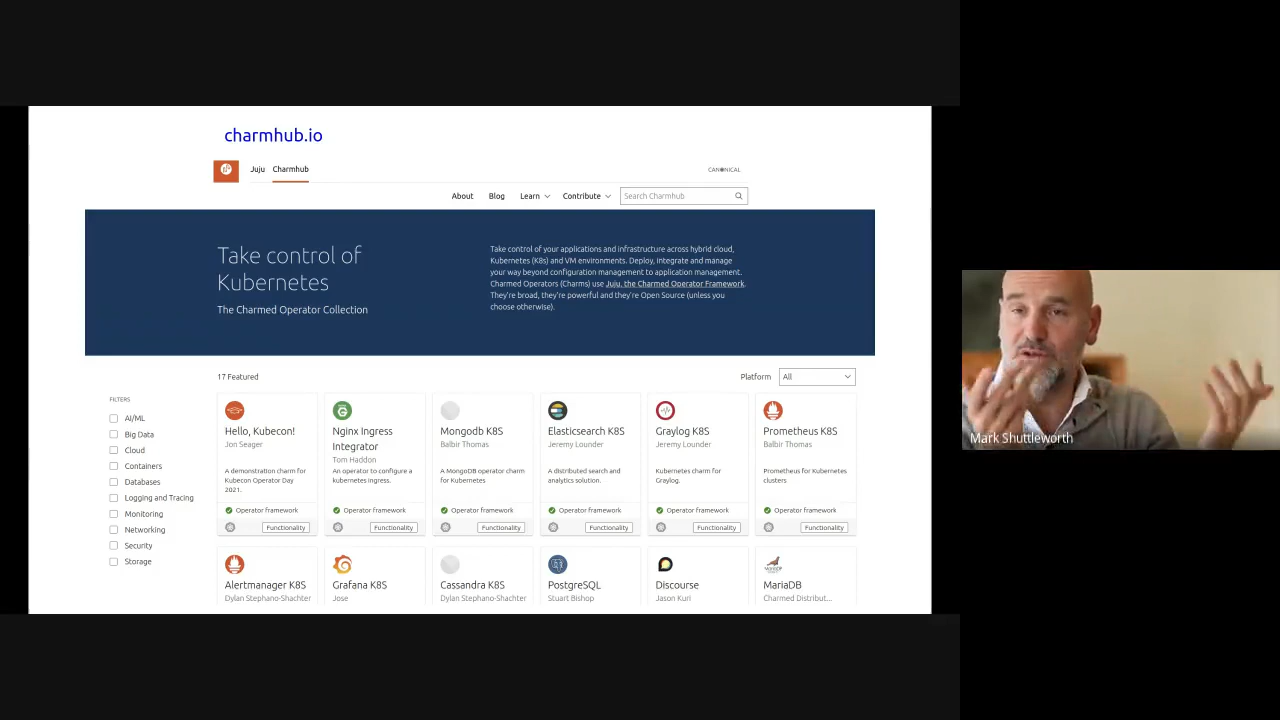 charmhub.io
Juju Charmhub
CANONICAL
About Blog Learn Contribute Search Charmhub
Take control of
Kubernetes
The Charmed Operator Collection
Take control of your applications and infrastructure across hybrid cloud,
Kubernetes (K8s) and VM environments. Deploy, integrate and manage
your way beyond configuration management to application management.
Charmed Operators (Charms) use Juju, the Charmed Operator Framework.
They're broad, they're powerful and they're Open Source (unless you
choose otherwise).
17 Featured
Platform All
FILTERS
AI/ML
Big Data
Cloud
Containers
Databases
Logging and Tracing
Monitoring
Networking
Security
Storage
Hello, Kubecon!
Jon Seager
A demonstration charm for
Kubecon Operator Day
2021.
Operator framework
Functionality
Nginx Ingress
Integrator
Tom Haddon
An operator to configure a
kubernetes ingress.
Operator framework
Functionality
Mongodb K8S
Balbir Thomas
A MongoDB operator charm
for Kubernetes
Operator framework
Functionality
Elasticsearch K8S
Jeremy Lounder
A distributed search and
analytics solution.
Operator framework
Functionality
Graylog K8S
Jeremy Lounder
Kubernetes charm for
Graylog.
Operator framework
Functionality
Prometheus K8S
Balbir Thomas
Prometheus for Kubernetes
clusters
Operator framework
Functionality
Alertmanager K8S
Dylan Stephano-Shachter
Grafana K8S
Jose
Cassandra K8S
Dylan Stephano-Shachter
PostgreSQL
Stuart Bishop
Discourse
Jason Kuri
MariaDB
Charmed Distribut...
Mark Shuttleworth